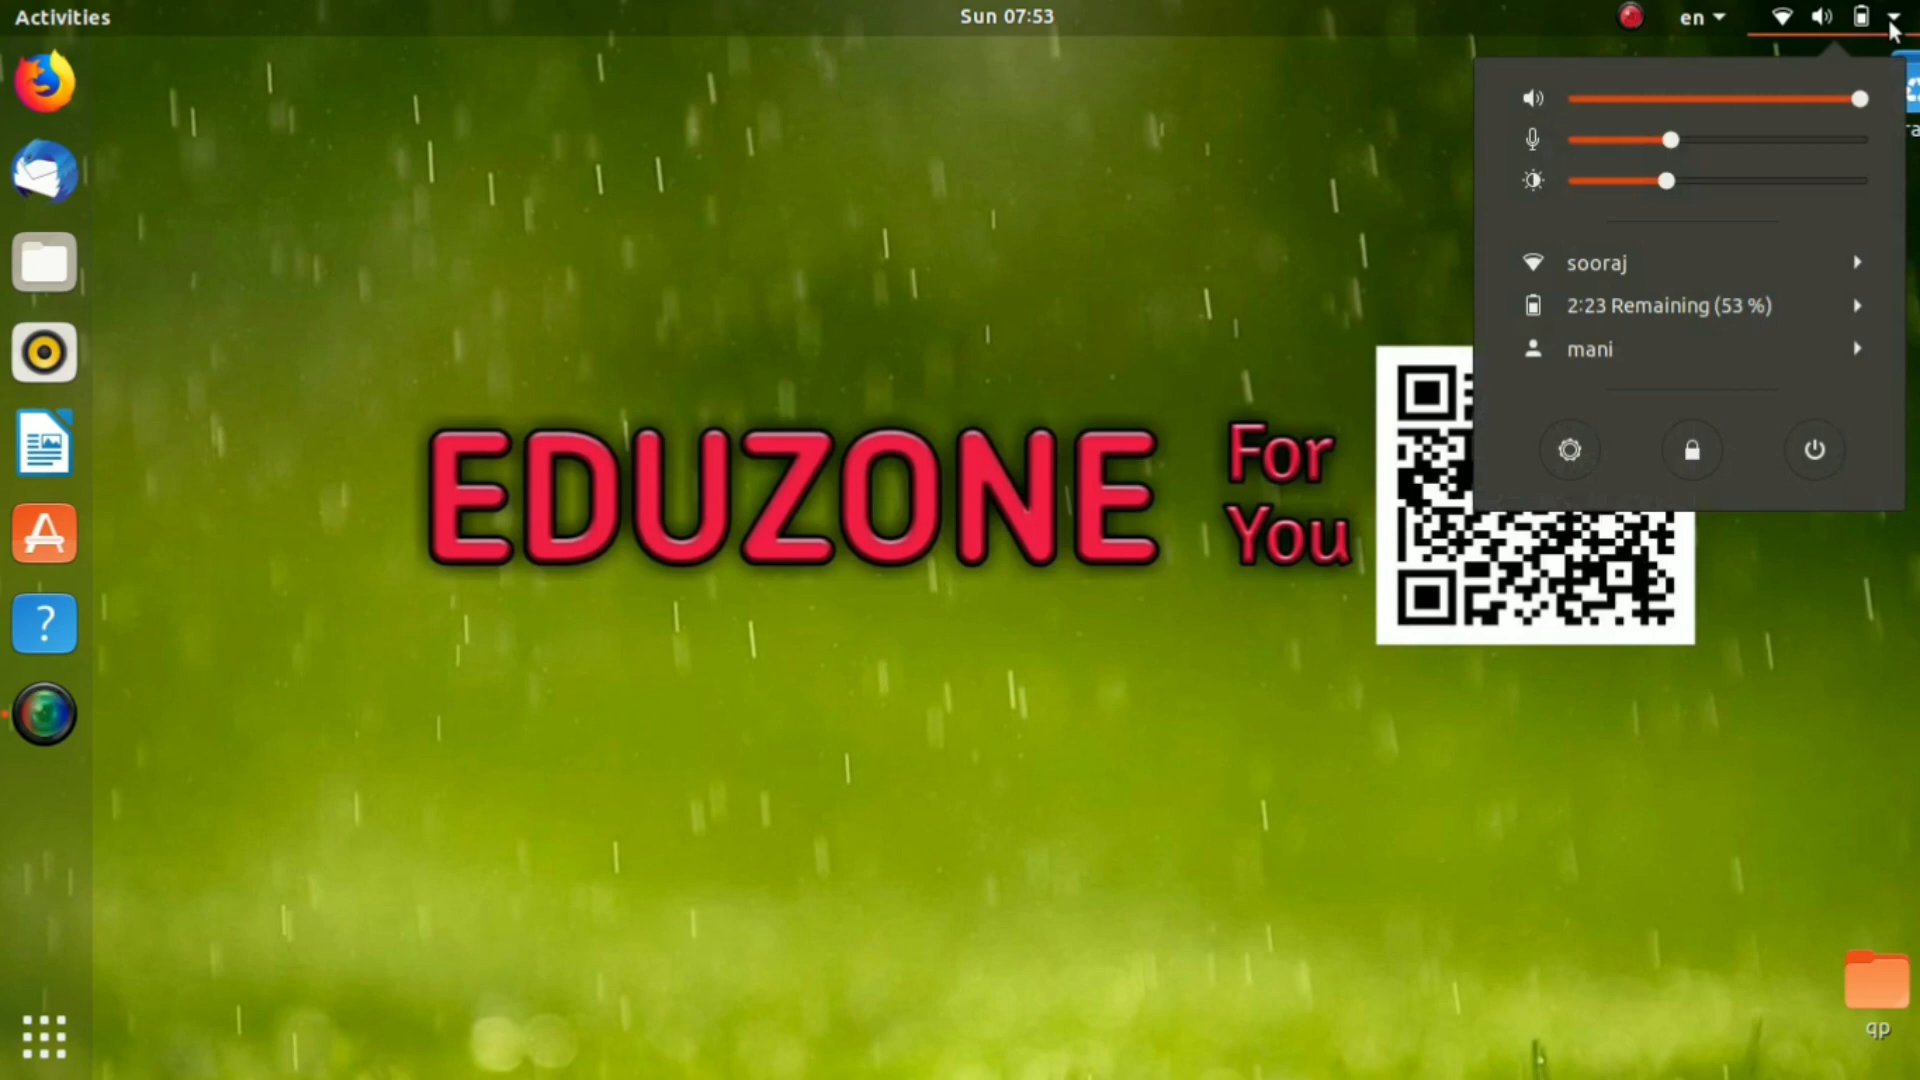 Activities
Sun 07:53
en
sooraj
2:23 Remaining (53 %)
mani
EDUZONE
For
You
qp